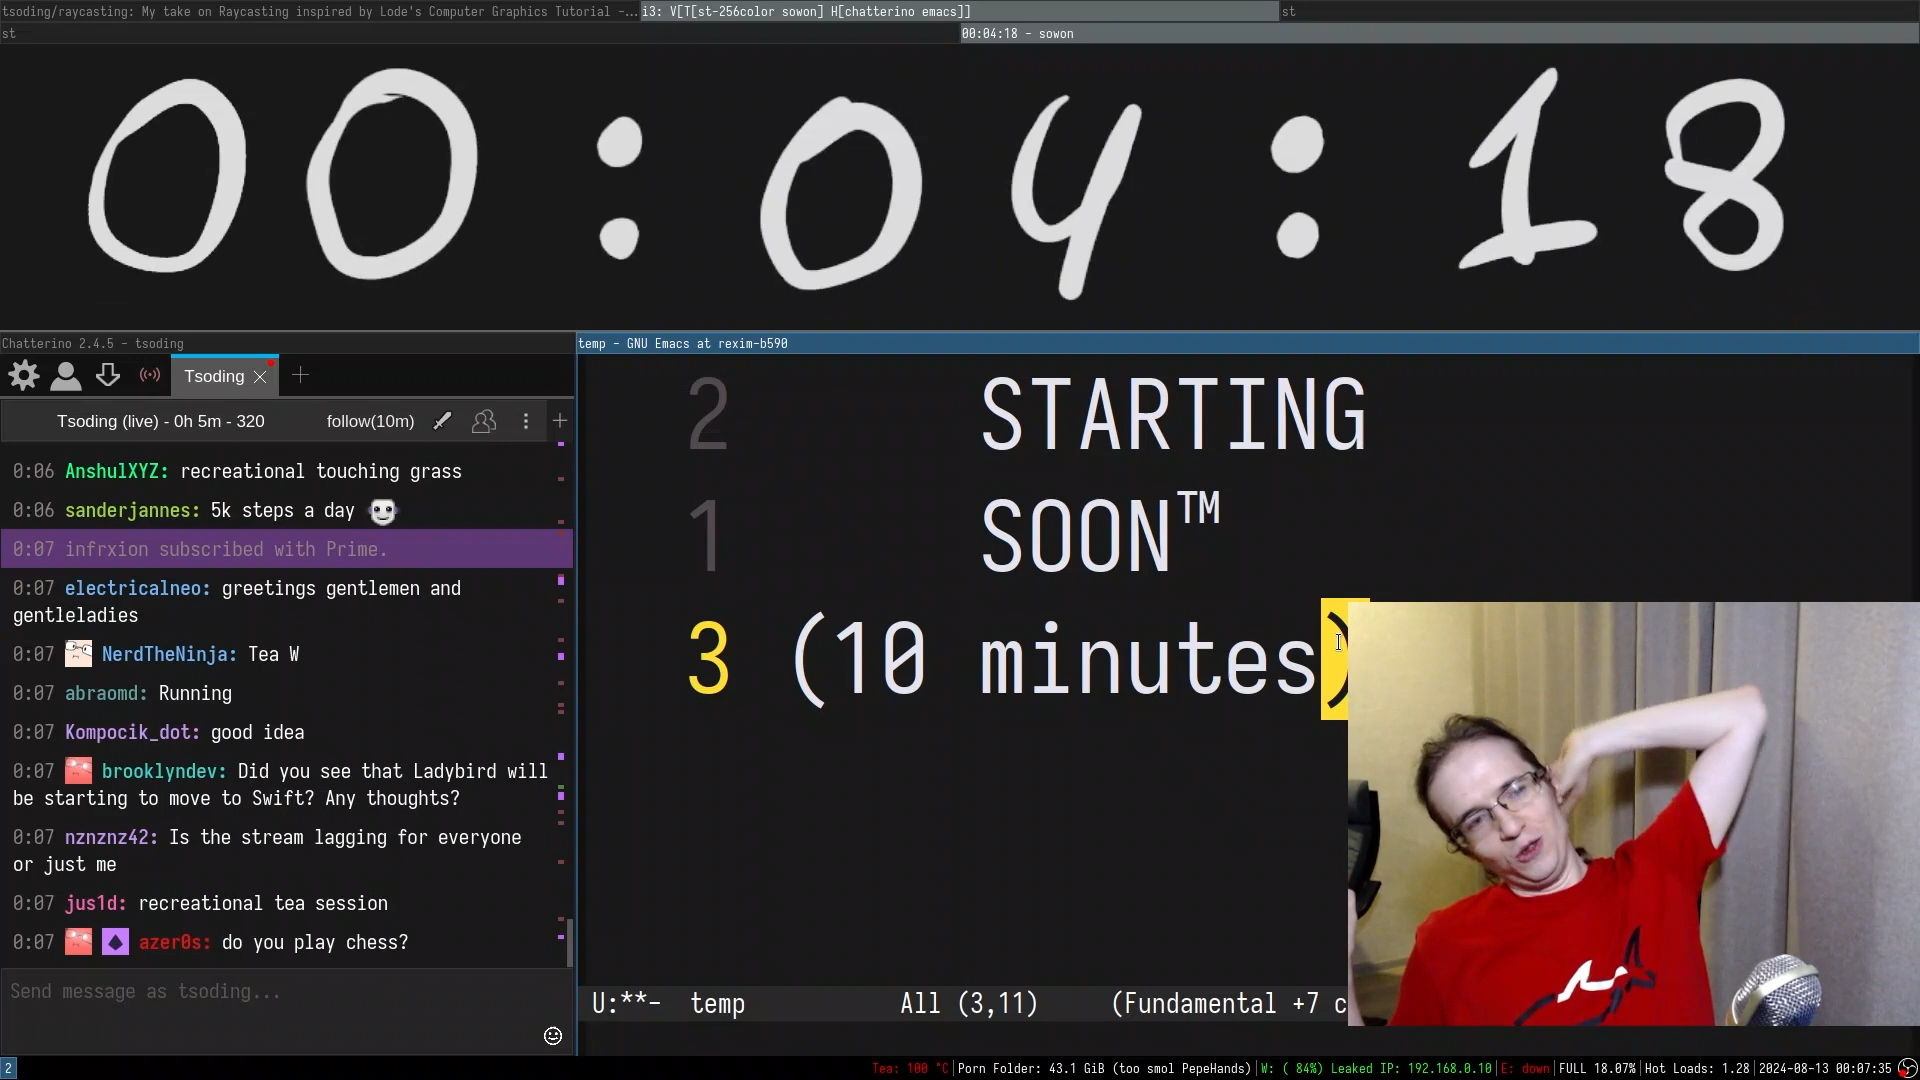 tsoding/raycasting: My take on Raycasting inspired by Lode's Computer Graphics Tutorial -...
i3: V[T[st-256color sowon] H[chatterino emacs]]
st
st
00:04:18 - sowon
00:04:18
Chatterino 2.4.5 - tsoding
temp - GNU Emacs at rexim-b590
Tsoding
Tsoding (live) - 0h 5m - 320
follow(10m)
0:06 AnshulXYZ: recreational touching grass
0:06 sanderjannes: 5k steps a day
0:07 infrxion subscribed with Prime.
0:07 electricalneo: greetings gentlemen and
gentleladies
0:07 NerdTheNinja: Tea W
0:07 abraomd: Running
0:07 Kompocik_dot: good idea
0:07 brooklyndev: Did you see that Ladybird will
be starting to move to Swift? Any thoughts?
0:07 nznznz42: Is the stream lagging for everyone
or just me
0:07 jus1d: recreational tea session
0:07 azer0s: do you play chess?
Send message as tsoding...
2 STARTING
1 SOON™
3 (10 minutes)
U:**- temp All (3,11) (Fundamental +7 c
2
Tea: 100 °C|Porn Folder: 43.1 GiB (too smol PepeHands)|W: ( 84%) Leaked IP: 192.168.0.10|E: down|FULL 18.07%|Hot Loads: 1.28|2024-08-13 00:07:35